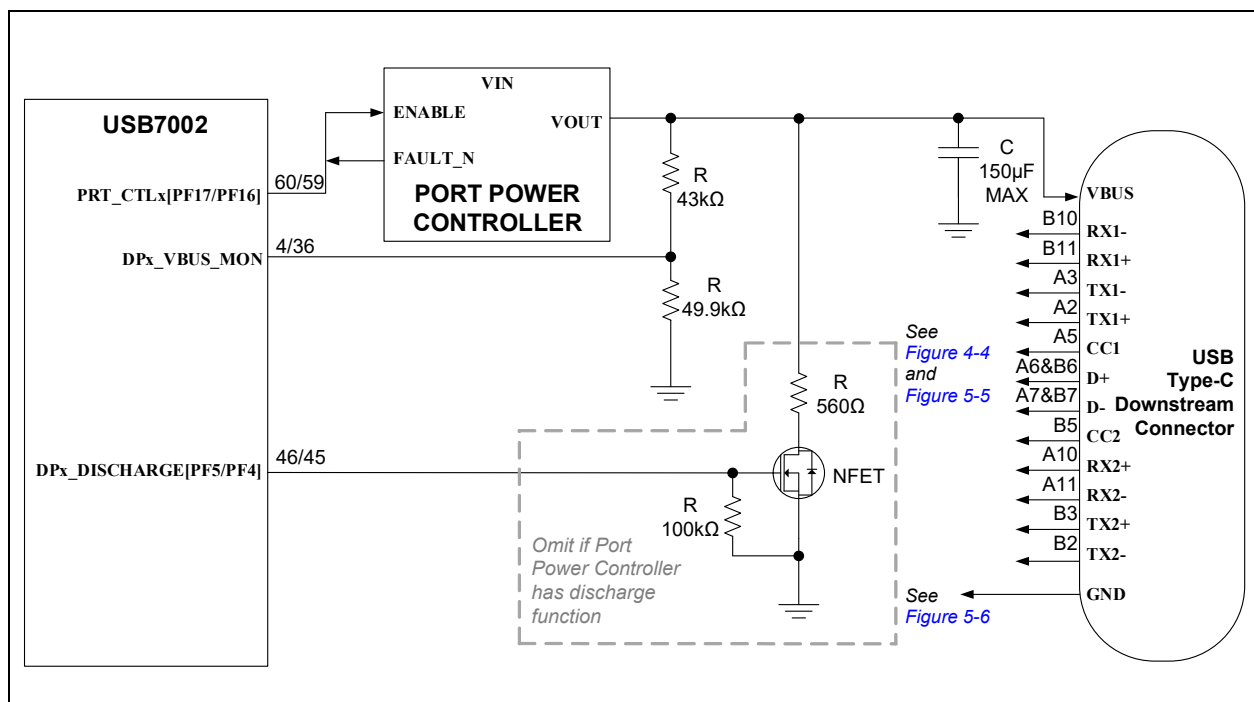 USB7002
PRT_CTLx[PF17/PF16]
60/59
DPx_VBUS_MON
4/36
DPx_DISCHARGE[PF5/PF4]
46/45
VIN
ENABLE
VOUT
FAULT_N
PORT POWER
CONTROLLER
R
43kΩ
R
49.9kΩ
C
150µF
MAX
R
560Ω
NFET
R
100kΩ
Omit if Port
Power Controller
has discharge
function
See
Figure 4-4
and
Figure 5-5
See
Figure 5-6
VBUS
B10
RX1-
B11
RX1+
A3
TX1-
A2
TX1+
A5
CC1
A6&B6
D+
A7&B7
D-
B5
CC2
A10
RX2+
A11
RX2-
B3
TX2+
B2
TX2-
GND
USB
Type-C
Downstream
Connector